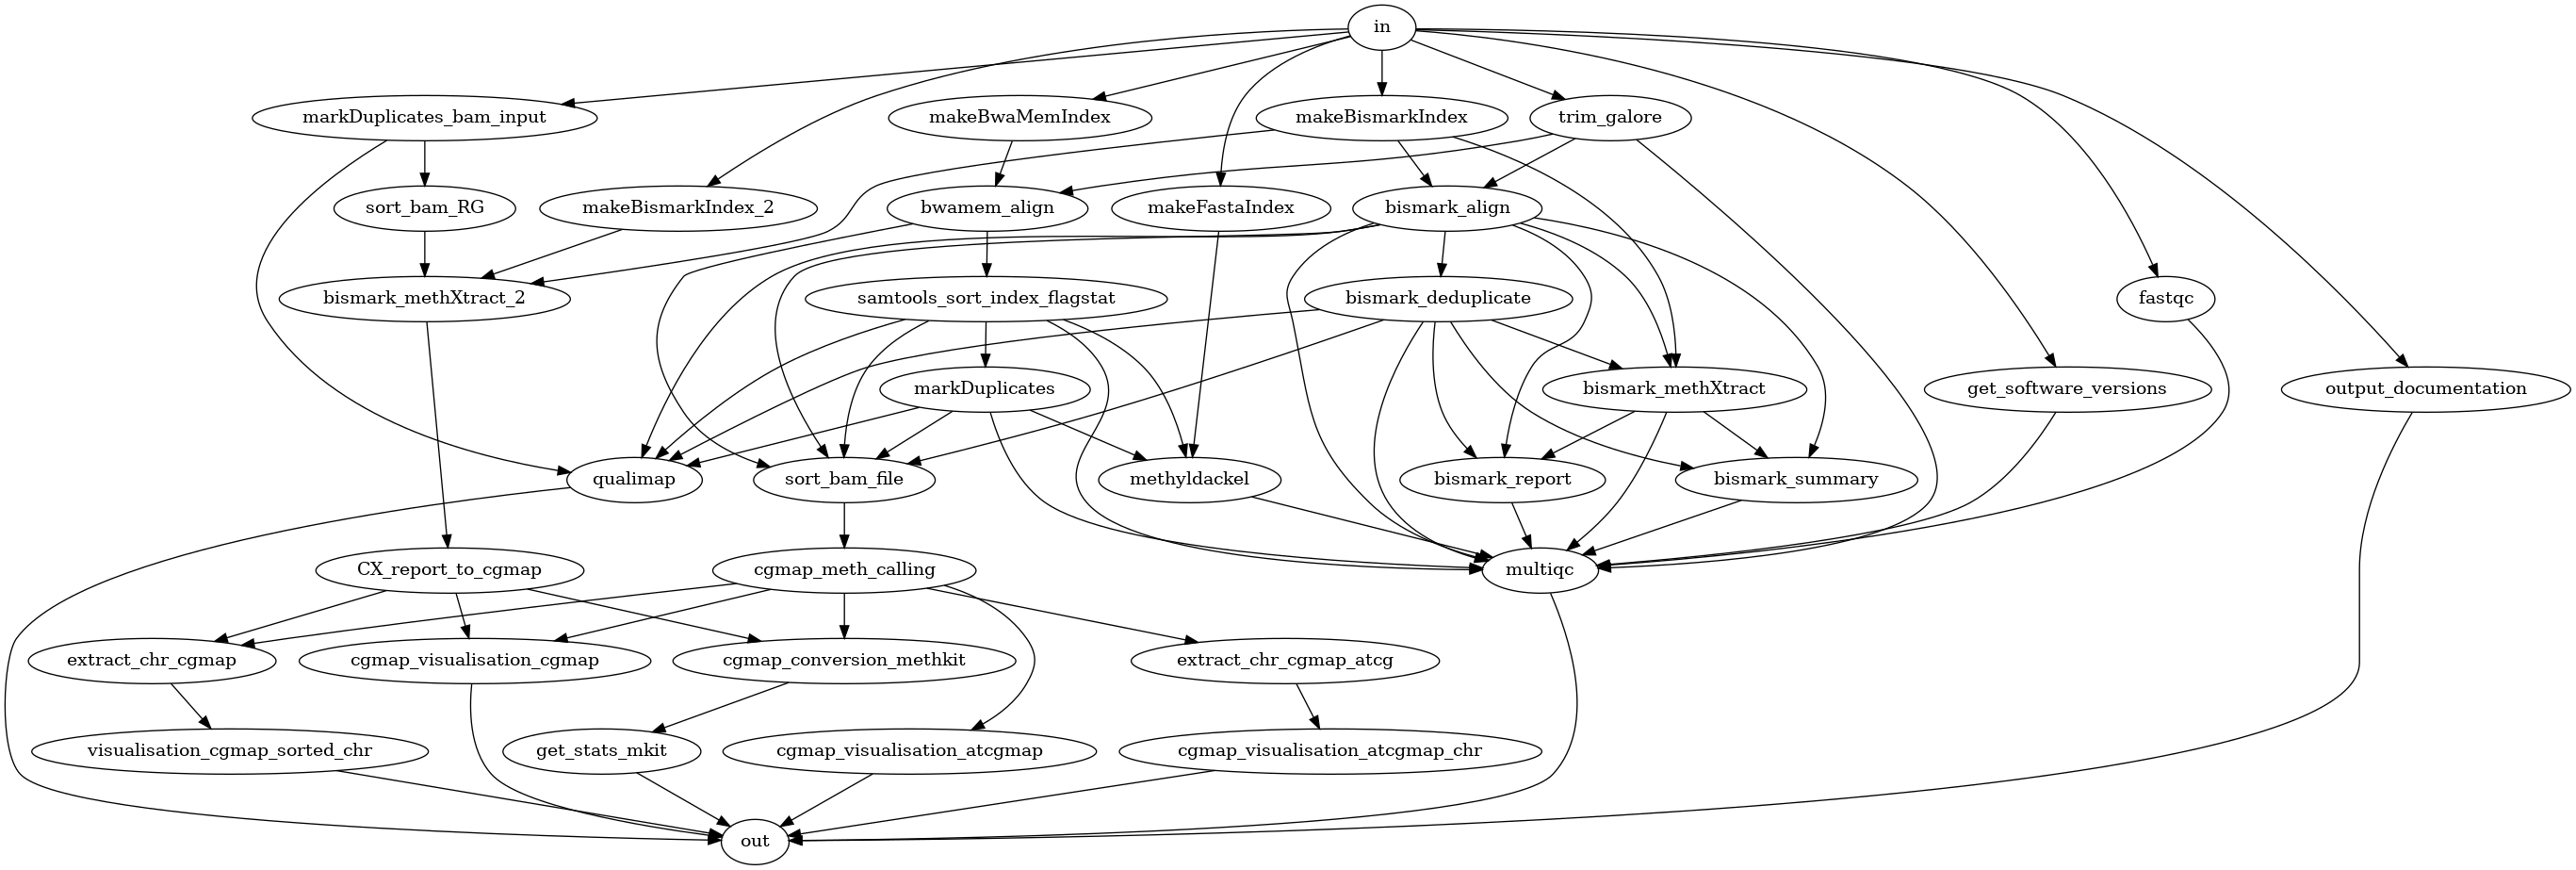 in
markDuplicates_bam_input
makeBwaMemIndex
makeBismarkIndex
trim_galore
sort_bam_RG
makeBismarkIndex_2
bwamem_align
makeFastaIndex
bismark_align
bismark_methXtract_2
samtools_sort_index_flagstat
bismark_deduplicate
fastqc
markDuplicates
bismark_methXtract
get_software_versions
output_documentation
qualimap
sort_bam_file
methyldackel
bismark_report
bismark_summary
CX_report_to_cgmap
cgmap_meth_calling
multiqc
extract_chr_cgmap
cgmap_visualisation_cgmap
cgmap_conversion_methkit
extract_chr_cgmap_atcg
visualisation_cgmap_sorted_chr
get_stats_mkit
cgmap_visualisation_atcgmap
cgmap_visualisation_atcgmap_chr
out